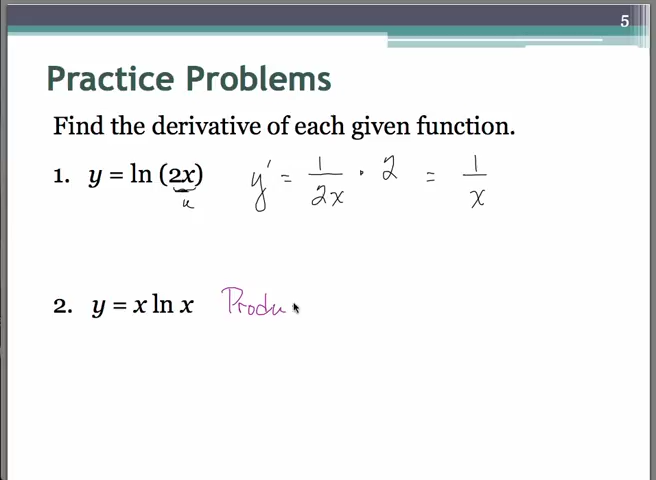 5
Practice Problems
Find the derivative of each given function.
1. y = ln (2x) y' = 1/2x · 2 = 1/x
u
2. y = x ln x Produ